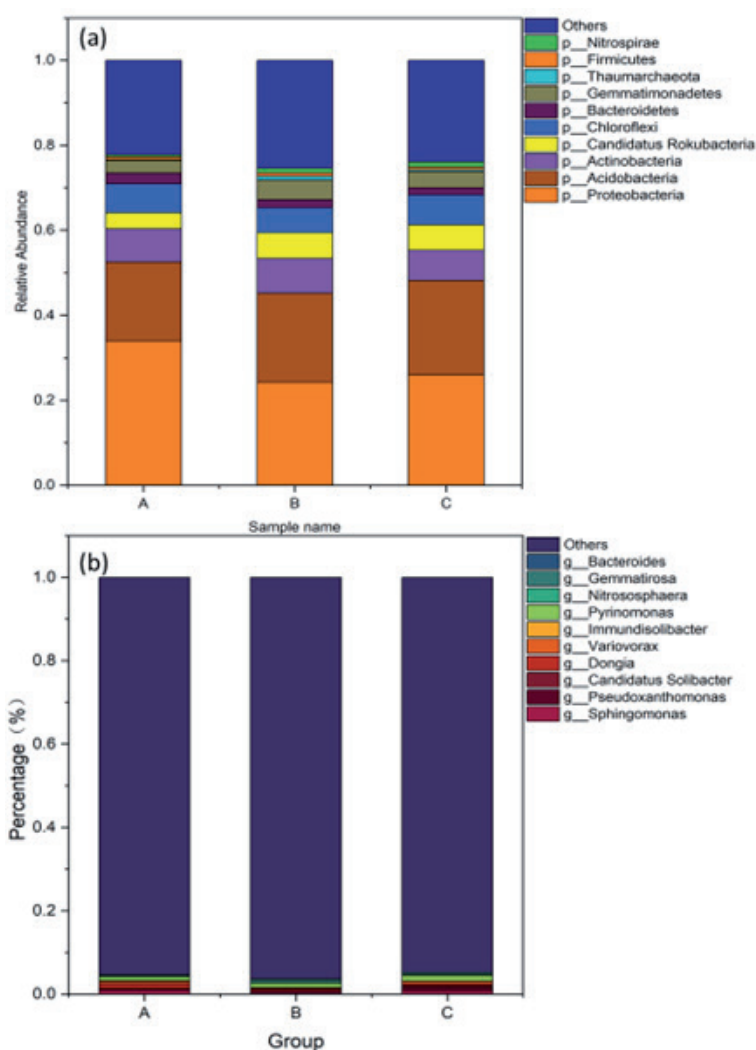 (a)
Relative Abundance
1.0
0.8
0.6
0.4
0.2
0.0
A
B
C
Sample name
Others
p__Nitrospirae
p__Firmicutes
p__Thaumarchaeota
p__Gemmatimonadetes
p__Bacteroidetes
p__Chloroflexi
p__Candidatus Rokubacteria
p__Actinobacteria
p__Acidobacteria
p__Proteobacteria
(b)
Percentage（%）
1.0
0.8
0.6
0.4
0.2
0.0
A
B
C
Group
Others
g__Bacteroides
g__Gemmatirosa
g__Nitrososphaera
g__Pyrinomonas
g__Immundisolibacter
g__Variovorax
g__Dongia
g__Candidatus Solibacter
g__Pseudoxanthomonas
g__Sphingomonas